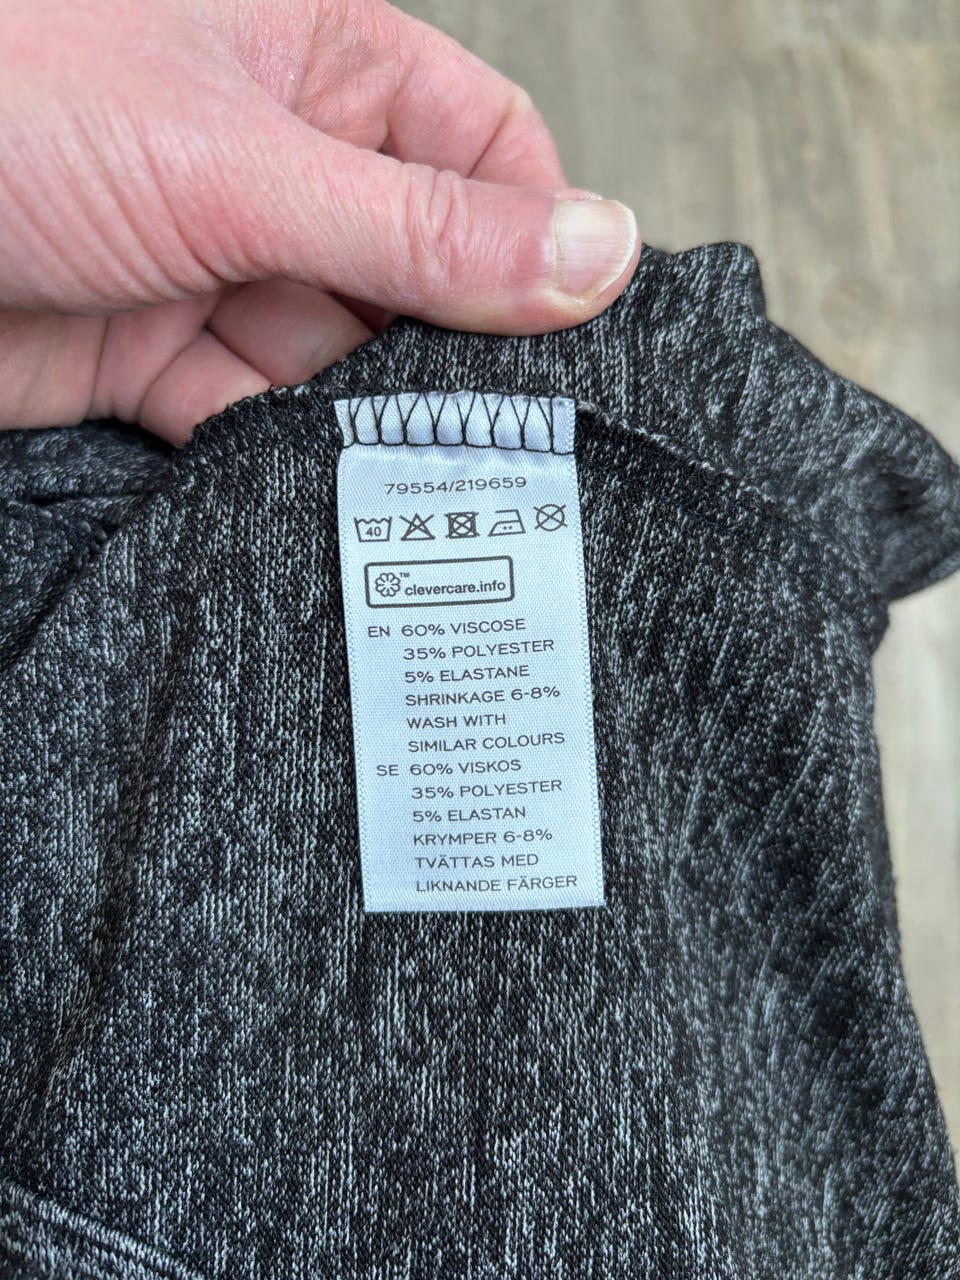 79554/219659
40
clevercare.info™
EN 60% VISCOSE
35% POLYESTER
5% ELASTANE
SHRINKAGE 6-8%
WASH WITH
SIMILAR COLOURS
SE 60% VISKOS
35% POLYESTER
5% ELASTAN
KRYMPER 6-8%
TVÄTTAS MED
LIKNANDE FÄRGER